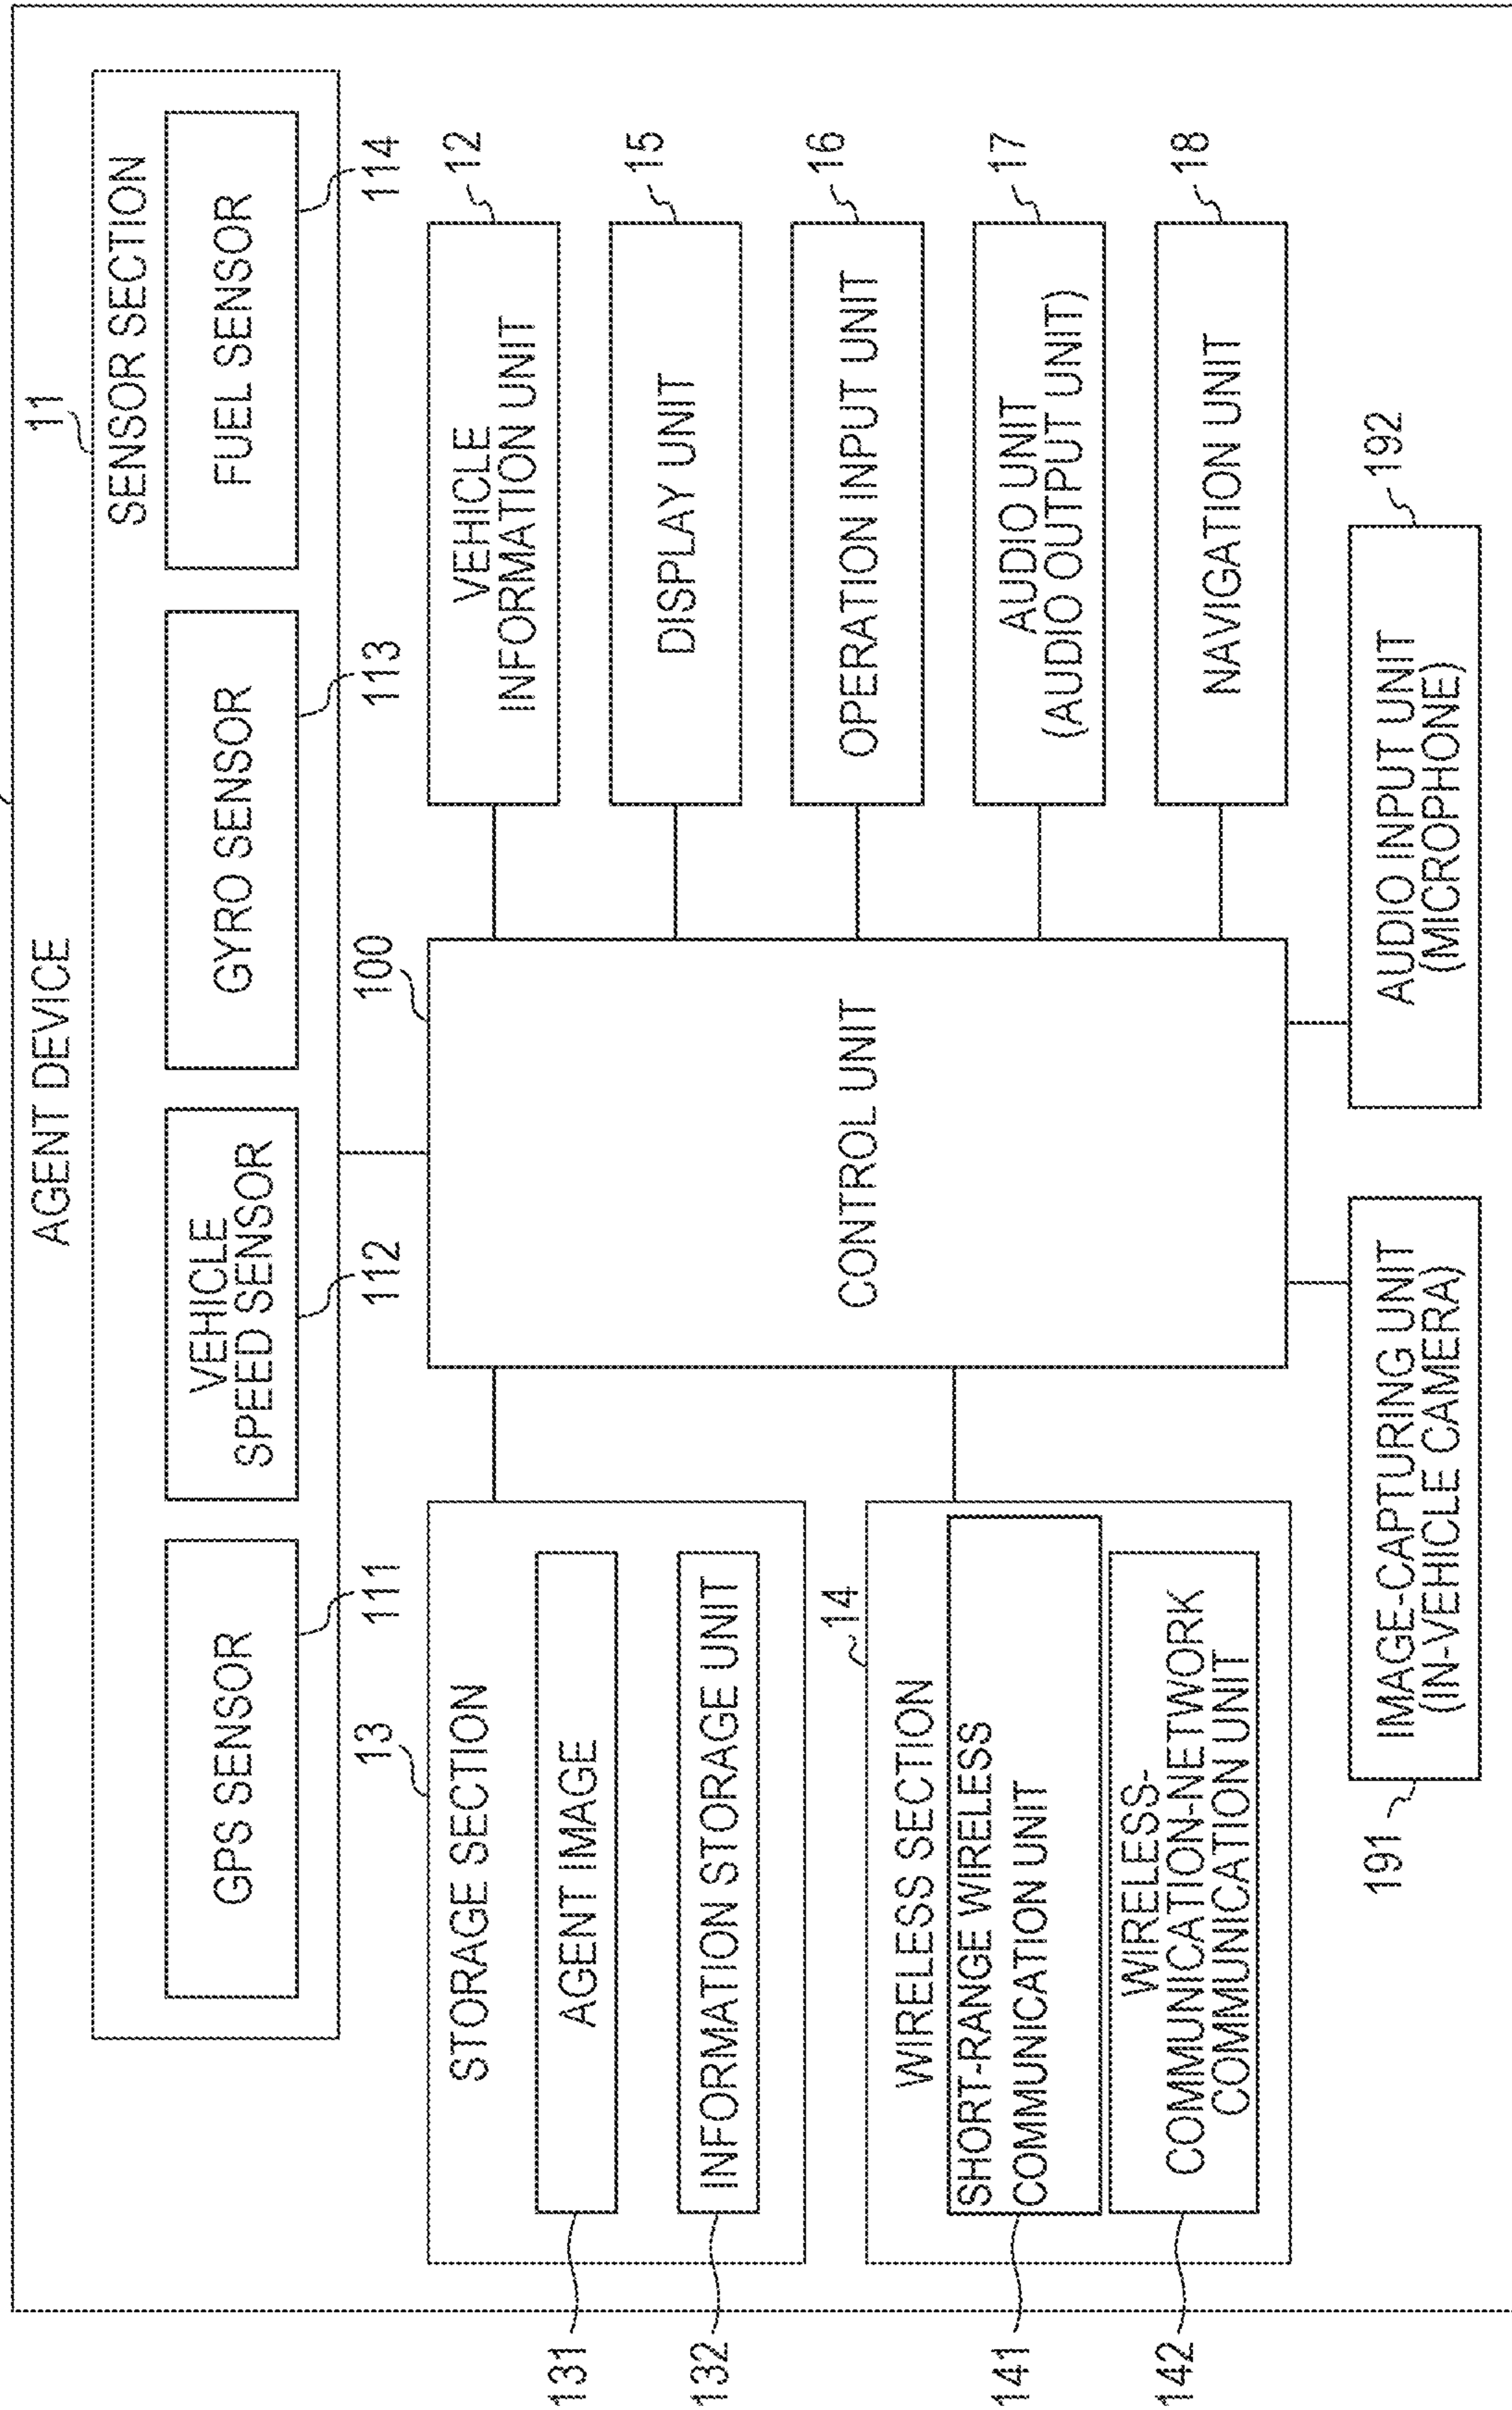 AGENT DEVICE
11
SENSOR SECTION
GPS SENSOR
VEHICLE
SPEED SENSOR
GYRO SENSOR
FUEL SENSOR
111
112
113
114
13
STORAGE SECTION
131
AGENT IMAGE
132
INFORMATION STORAGE UNIT
14
WIRELESS SECTION
141
SHORT-RANGE WIRELESS
COMMUNICATION UNIT
142
WIRELESS-
COMMUNICATION-NETWORK
COMMUNICATION UNIT
100
CONTROL UNIT
VEHICLE
INFORMATION UNIT
12
DISPLAY UNIT
15
OPERATION INPUT UNIT
16
AUDIO UNIT
(AUDIO OUTPUT UNIT)
17
NAVIGATION UNIT
18
191
IMAGE-CAPTURING UNIT
(IN-VEHICLE CAMERA)
AUDIO INPUT UNIT
(MICROPHONE)
192